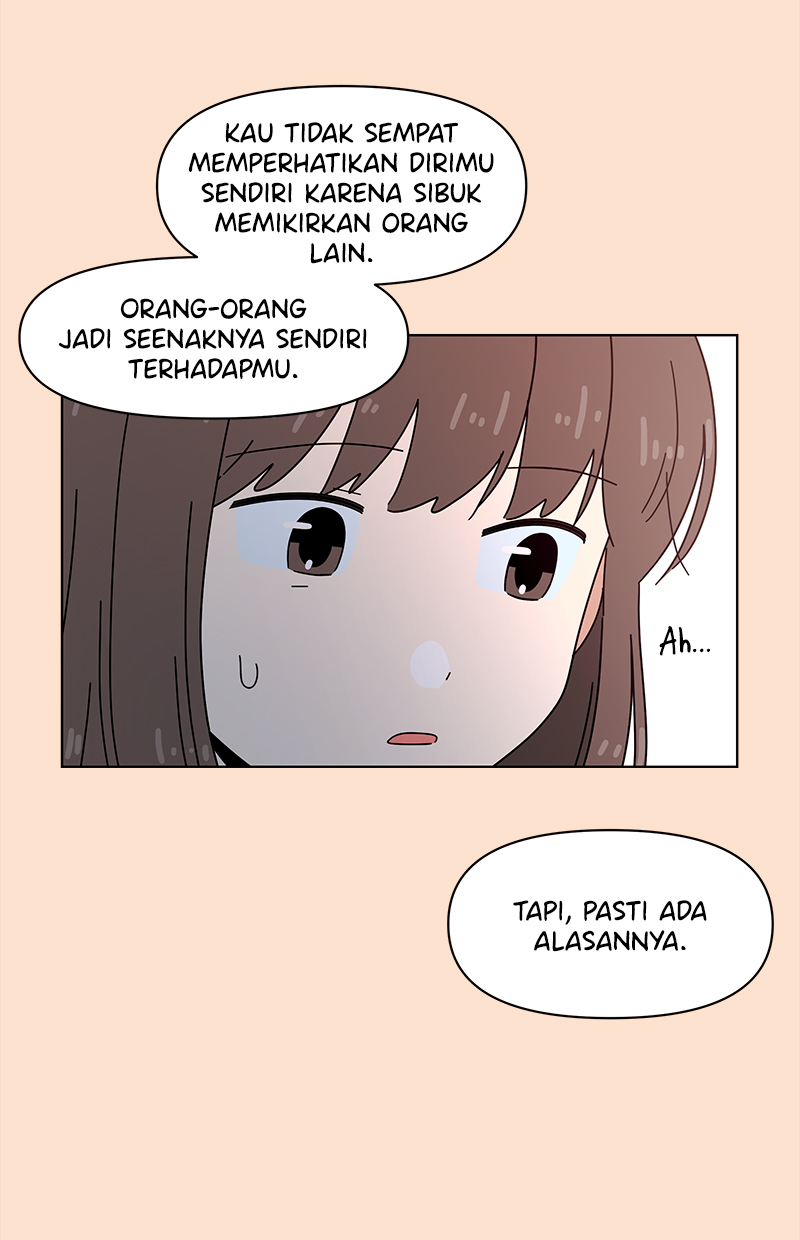 KAU TIDAK SEMPAT
MEMPERHATIKAN DIRIMU
SENDIRI KARENA SIBUK
MEMIKIRKAN ORANG
LAIN.
ORANG-ORANG
JADI SEENAKNYA SENDIRI
TERHADAPMU.
Ah...
TAPI, PASTI ADA
ALASANNYA.